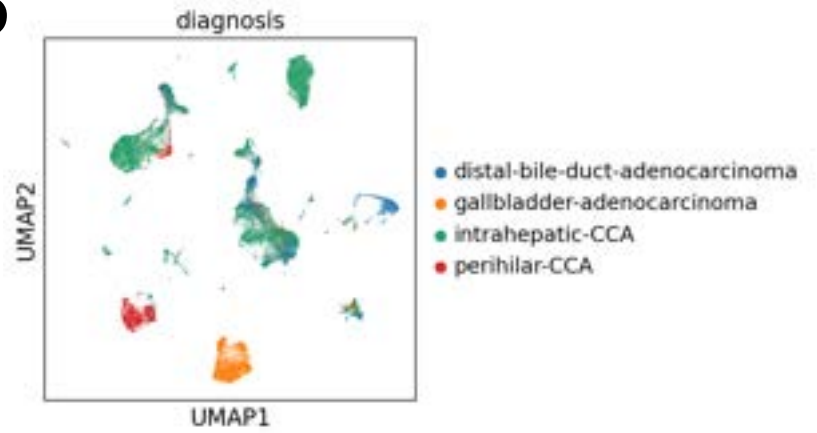 diagnosis
UMAP2
distal-bile-duct-adenocarcinoma
gallbladder-adenocarcinoma
intrahepatic-CCA
perihilar-CCA
UMAP1